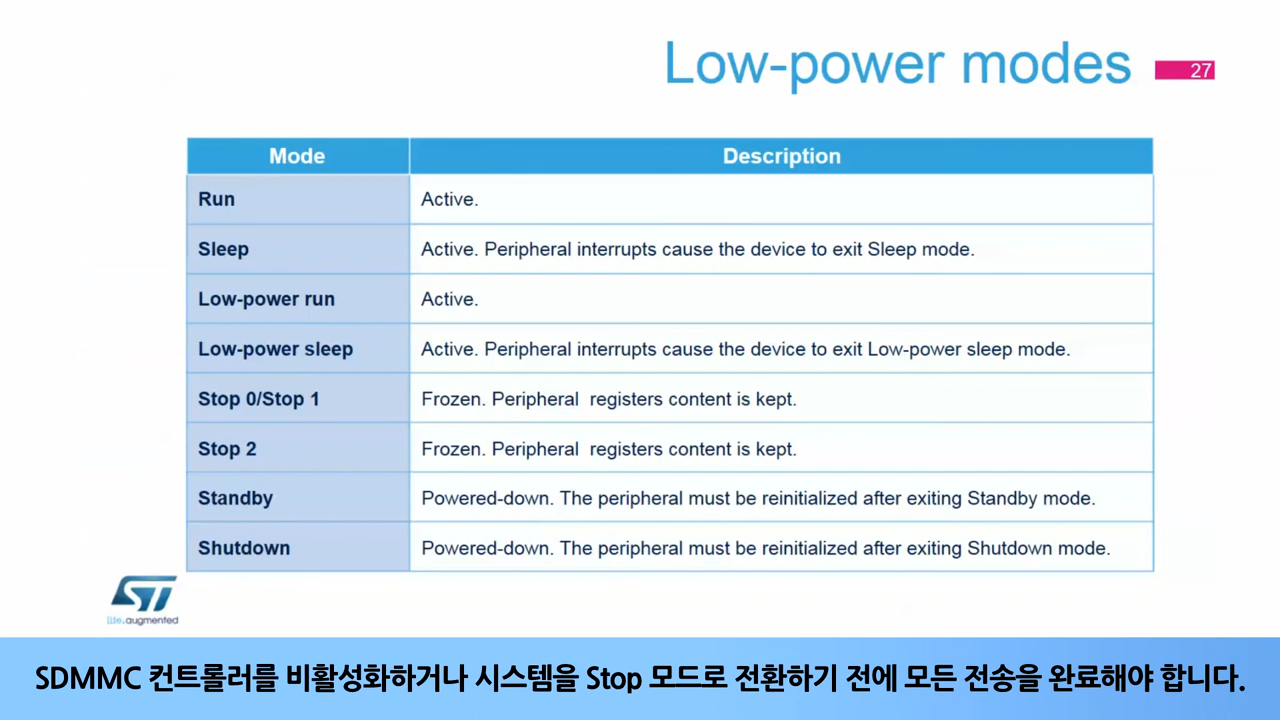 Low-power modes
27
Mode Description
Run Active.
Sleep Active. Peripheral interrupts cause the device to exit Sleep mode.
Low-power run Active.
Low-power sleep Active. Peripheral interrupts cause the device to exit Low-power sleep mode.
Stop 0/Stop 1 Frozen. Peripheral registers content is kept.
Stop 2 Frozen. Peripheral registers content is kept.
Standby Powered-down. The peripheral must be reinitialized after exiting Standby mode.
Shutdown Powered-down. The peripheral must be reinitialized after exiting Shutdown mode.
ST
life.augmented
SDMMC 컨트롤러를 비활성화하거나 시스템을 Stop 모드로 전환하기 전에 모든 전송을 완료해야 합니다.